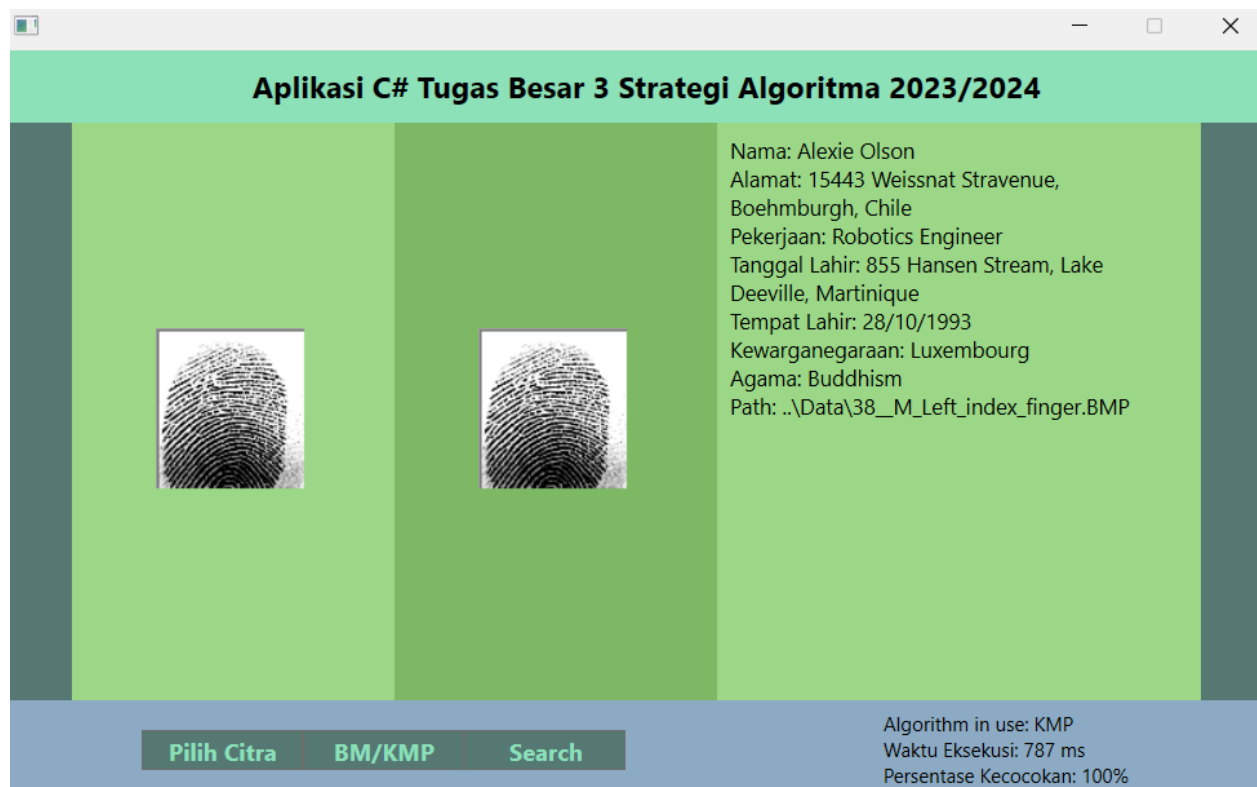 Aplikasi C# Tugas Besar 3 Strategi Algoritma 2023/2024
Nama: Alexie Olson
Alamat: 15443 Weissnat Stravenue,
Boehmburgh, Chile
Pekerjaan: Robotics Engineer
Tanggal Lahir: 855 Hansen Stream, Lake
Deeville, Martinique
Tempat Lahir: 28/10/1993
Kewarganegaraan: Luxembourg
Agama: Buddhism
Path: ..\Data\38__M_Left_index_finger.BMP
Pilih Citra
BM/KMP
Search
Algorithm in use: KMP
Waktu Eksekusi: 787 ms
Persentase Kecocokan: 100%